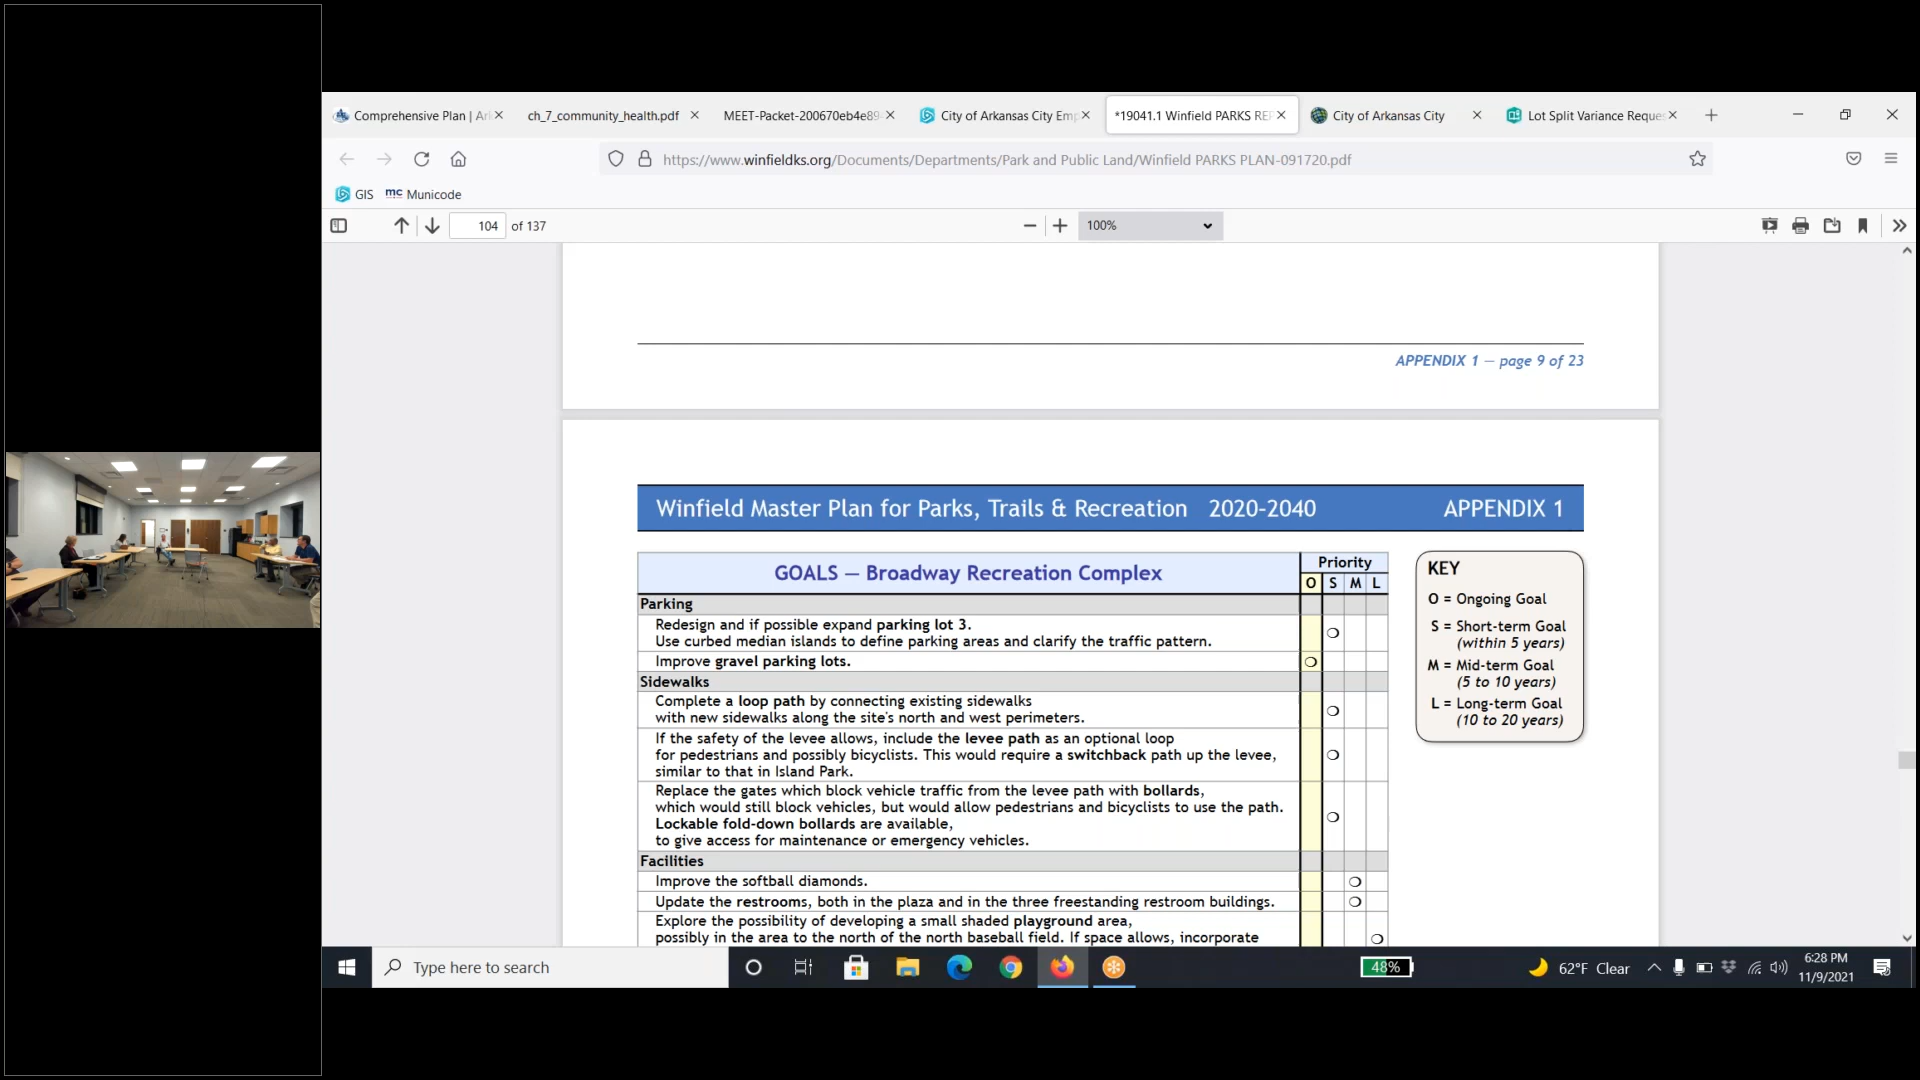 Comprehensive Plan | Ar
ch_7_community_health.pdf
MEET-Packet-200670eb4e89
City of Arkansas City Emp
*19041.1 Winfield PARKS REP
City of Arkansas City
Lot Split Variance Reques
https://www.winfieldks.org/Documents/Departments/Park and Public Land/Winfield PARKS PLAN-091720.pdf
GIS
mc Municode
104 of 137
100%
APPENDIX 1 — page 9 of 23
Winfield Master Plan for Parks, Trails & Recreation 2020-2040 APPENDIX 1
GOALS — Broadway Recreation Complex
Priority
O S M L
Parking
Redesign and if possible expand parking lot 3.
Use curbed median islands to define parking areas and clarify the traffic pattern.
Improve gravel parking lots.
Sidewalks
Complete a loop path by connecting existing sidewalks
with new sidewalks along the site's north and west perimeters.
If the safety of the levee allows, include the levee path as an optional loop
for pedestrians and possibly bicyclists. This would require a switchback path up the levee,
similar to that in Island Park.
Replace the gates which block vehicle traffic from the levee path with bollards,
which would still block vehicles, but would allow pedestrians and bicyclists to use the path.
Lockable fold-down bollards are available,
to give access for maintenance or emergency vehicles.
Facilities
Improve the softball diamonds.
Update the restrooms, both in the plaza and in the three freestanding restroom buildings.
Explore the possibility of developing a small shaded playground area,
possibly in the area to the north of the north baseball field. If space allows, incorporate
KEY
O = Ongoing Goal
S = Short-term Goal
(within 5 years)
M = Mid-term Goal
(5 to 10 years)
L = Long-term Goal
(10 to 20 years)
Type here to search
48%
62°F Clear
6:28 PM
11/9/2021